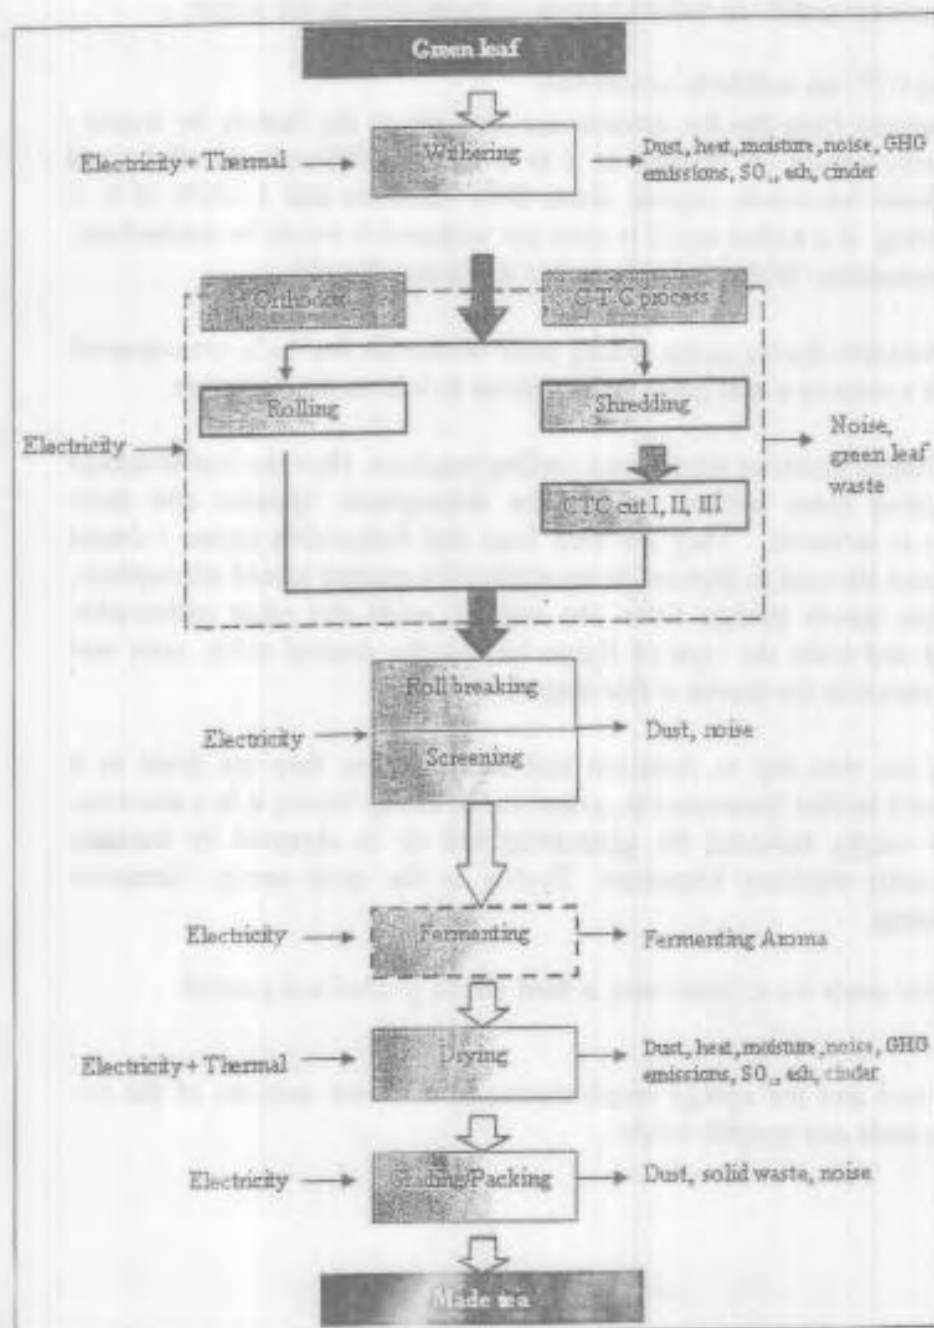 Green leaf
Electricity + Thermal
Withering
Dust, heat, moisture, noise, GHG
emissions, SO ash, cinder
Orthodox
C T C process
Rolling
Shredding
Electricity
Noise,
green leaf
waste
CTC cut I, II, III
Roll breaking
Electricity
Dust, noise
Screening
Electricity
Fermenting
Fermenting Aroma
Electricity + Thermal
Drying
Dust, heat, moisture, noise, GHG
emissions, SO ash, cinder
Electricity
Grading/Packing
Dust, solid waste, noise
Made tea